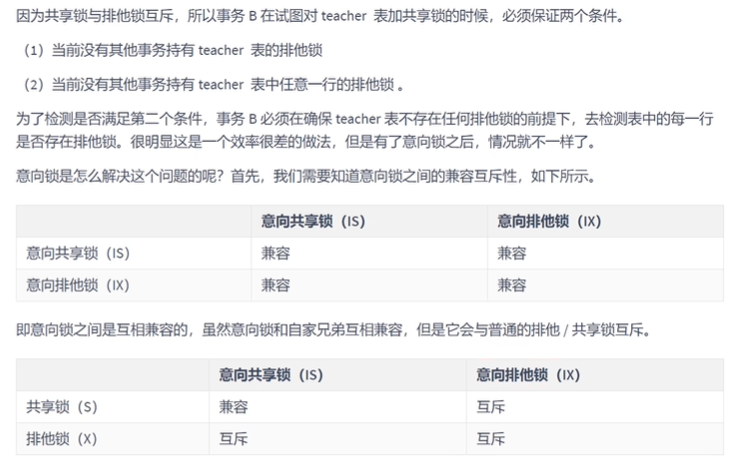 因为共享锁与排他锁互斥，所以事务 B 在试图对 teacher 表加共享锁的时候，必须保证两个条件。
（1）当前没有其他事务持有 teacher 表的排他锁
（2）当前没有其他事务持有 teacher 表中任意一行的排他锁 。
为了检测是否满足第二个条件，事务 B 必须在确保 teacher 表不存在任何排他锁的前提下，去检测表中的每一行
是否存在排他锁。很明显这是一个效率很差的做法，但是有了意向锁之后，情况就不一样了。
意向锁是怎么解决这个问题的呢？首先，我们需要知道意向锁之间的兼容互斥性，如下所示。
意向共享锁（IS） 意向排他锁（IX）
意向共享锁（IS） 兼容 兼容
意向排他锁（IX） 兼容 兼容
即意向锁之间是互相兼容的，虽然意向锁和自家兄弟互相兼容，但是它会与普通的排他 / 共享锁互斥。
意向共享锁（IS） 意向排他锁（IX）
共享锁（S） 兼容 互斥
排他锁（X） 互斥 互斥